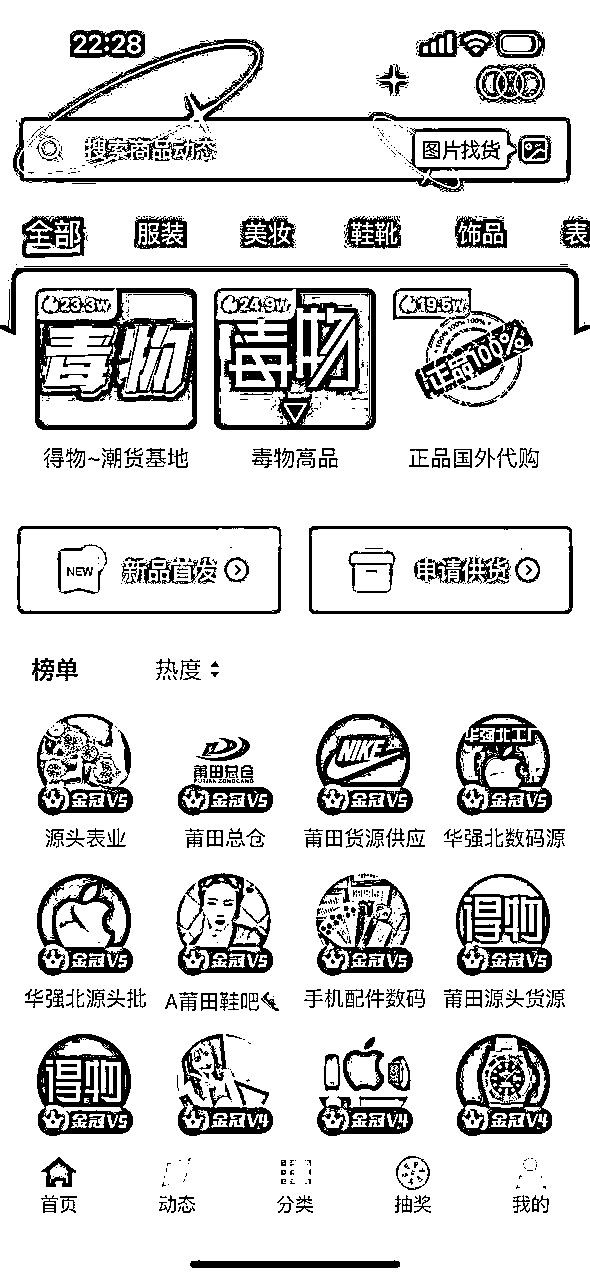 22:28
搜索商品动态
图片找货
全部 服装 美妆 鞋靴 饰品 表
23.3w 24.9w 19.5w
毒物 毒物 正品100%
得物~潮货基地 毒物高品 正品国外代购
NEW 新品首发 申请供货
榜单 热度
莆田总仓 NIKE 华强北工厂
PUTIAN ZONGCANG
金冠V5 金冠V5 金冠V5 金冠V5
源头表业 莆田总仓 莆田货源供应 华强北数码源
得物
金冠V5 金冠V5 金冠V5 金冠V5
华强北源头批 A莆田鞋吧 手机配件数码 莆田源头货源
得物
金冠V5 金冠V4 金冠V4 金冠V4
首页 动态 分类 抽奖 我的